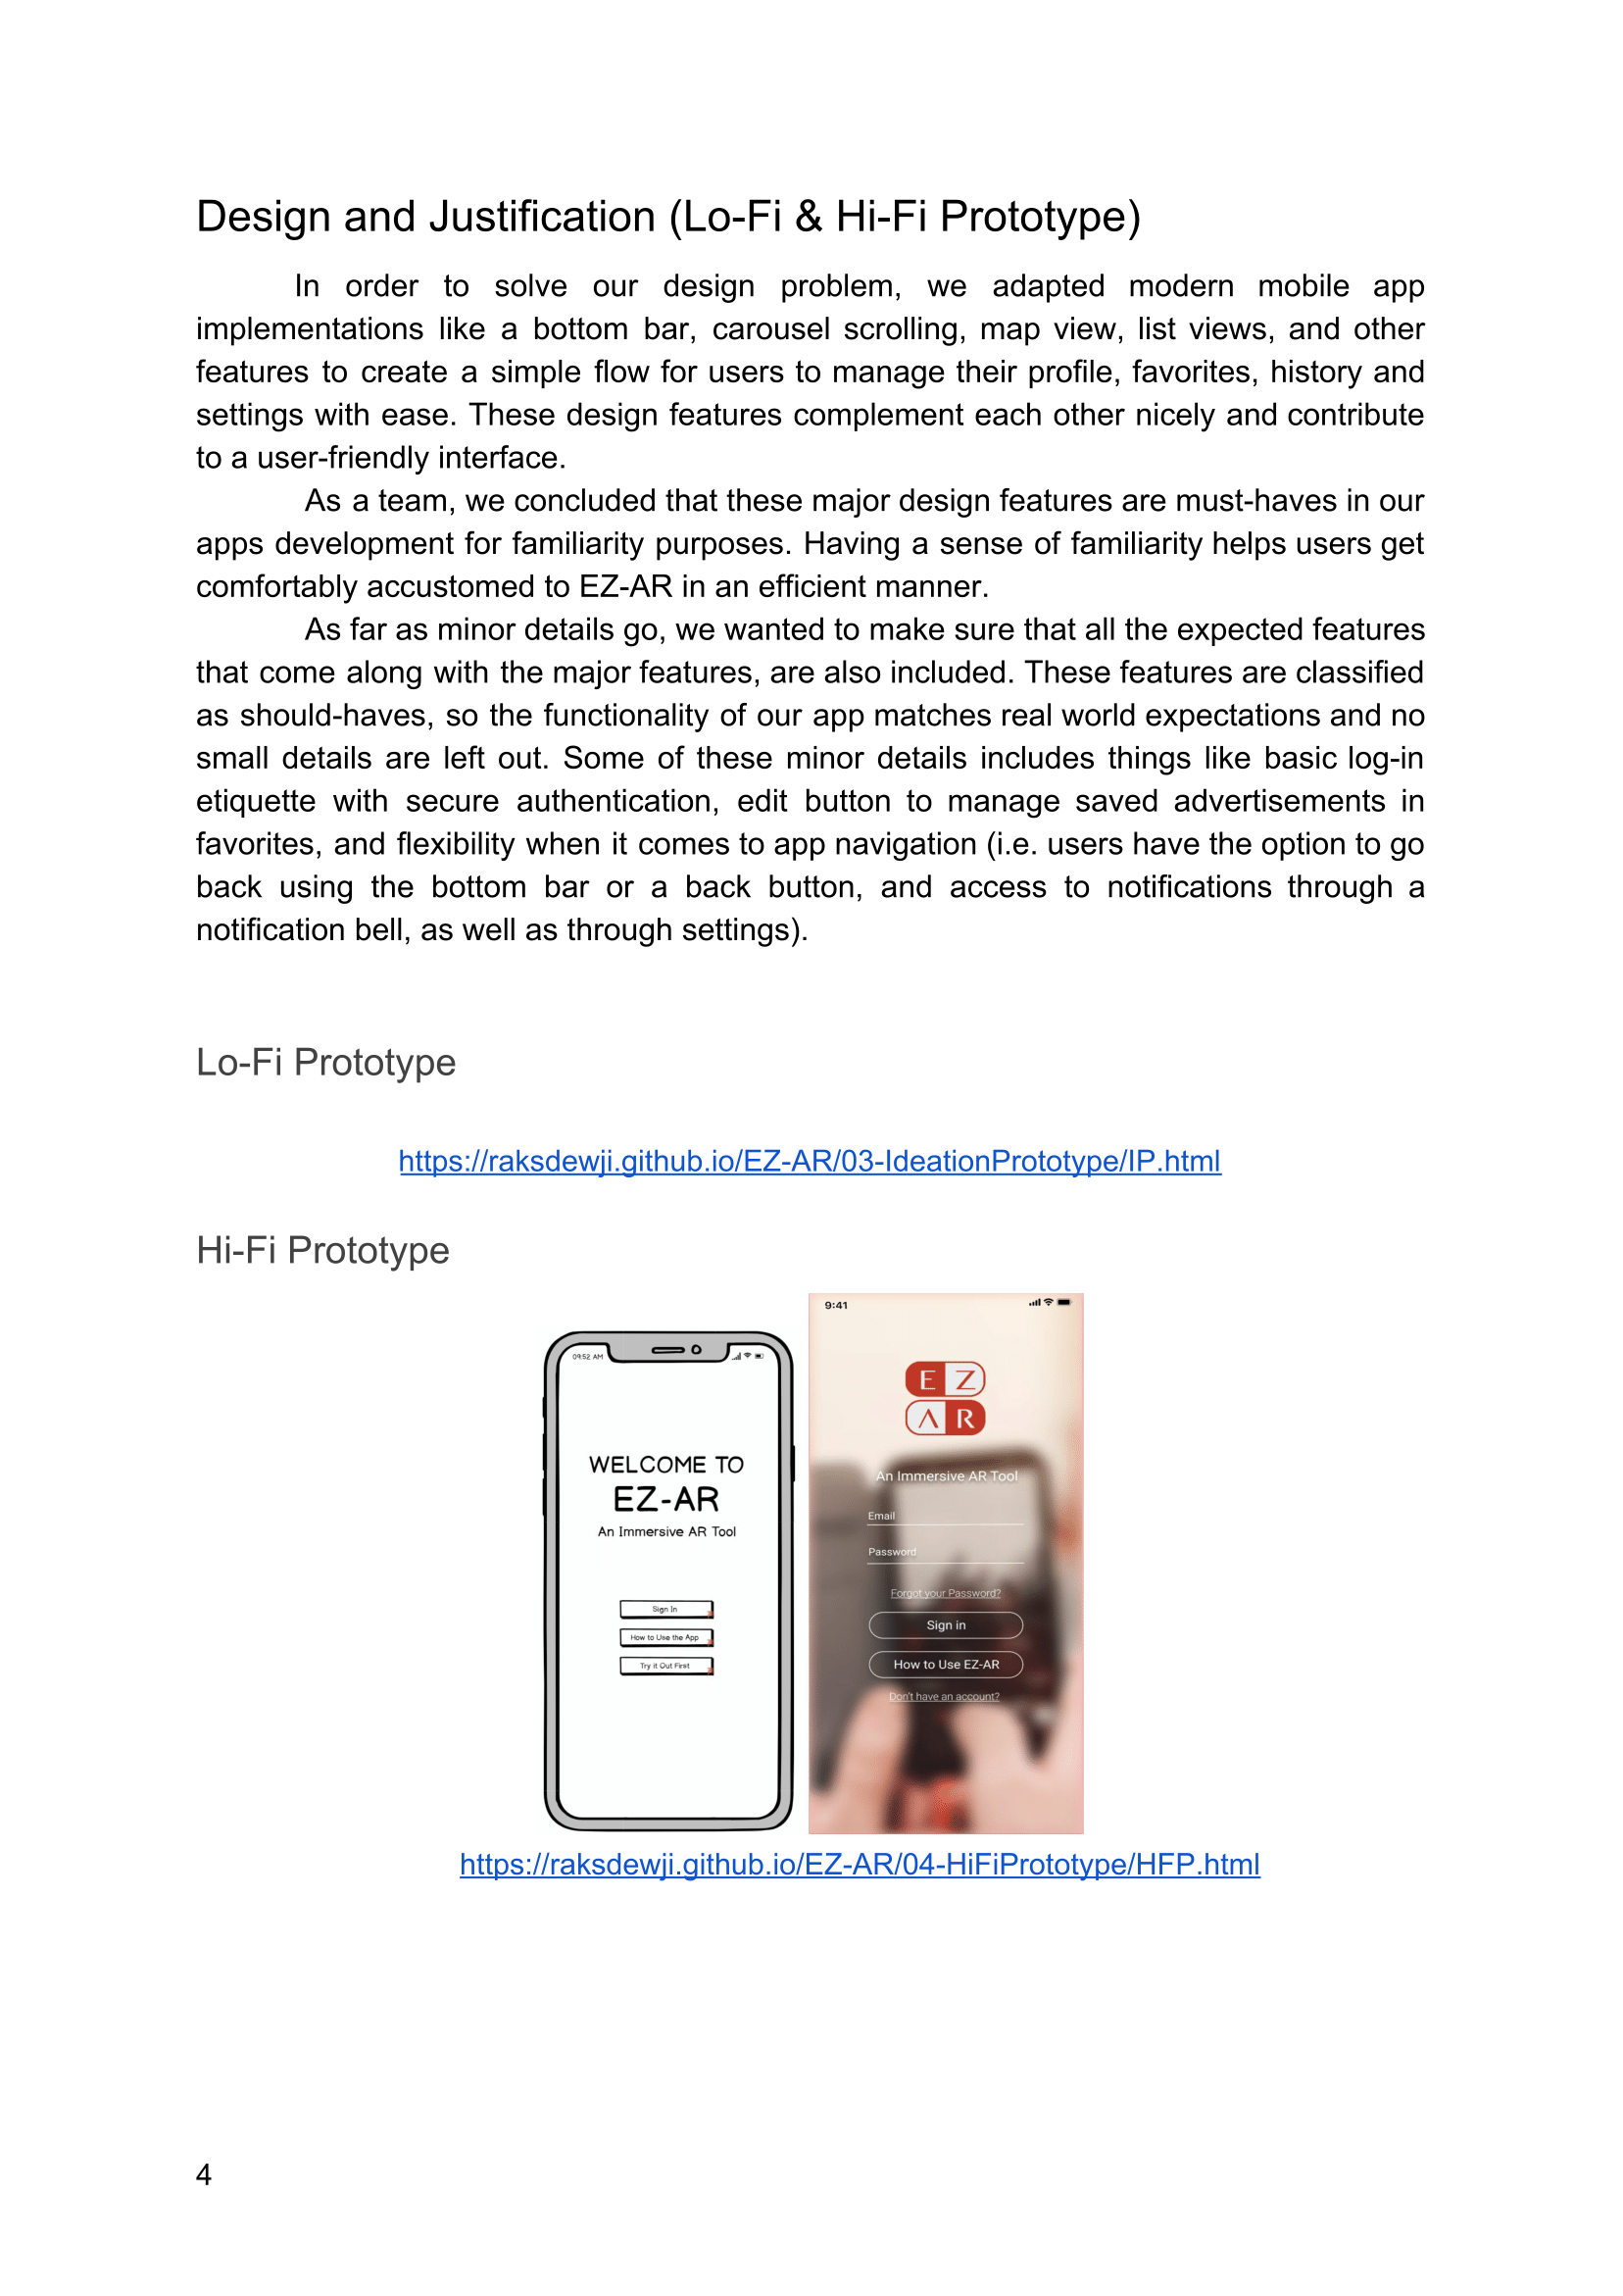 Design and Justification (Lo-Fi & Hi-Fi Prototype)
In order to solve our design problem, we adapted modern mobile app
implementations like a bottom bar, carousel scrolling, map view, list views, and other
features to create a simple flow for users to manage their profile, favorites, history and
settings with ease. These design features complement each other nicely and contribute
to a user-friendly interface.
As a team, we concluded that these major design features are must-haves in our
apps development for familiarity purposes. Having a sense of familiarity helps users get
comfortably accustomed to EZ-AR in an efficient manner.
As far as minor details go, we wanted to make sure that all the expected features
that come along with the major features, are also included. These features are classified
as should-haves, so the functionality of our app matches real world expectations and no
small details are left out. Some of these minor details includes things like basic log-in
etiquette with secure authentication, edit button to manage saved advertisements in
favorites, and flexibility when it comes to app navigation (i.e. users have the option to go
back using the bottom bar or a back button, and access to notifications through a
notification bell, as well as through settings).
Lo-Fi Prototype
https://raksdewji.github.io/EZ-AR/03-IdeationPrototype/IP.html
Hi-Fi Prototype
09:52 AM
WELCOME TO
EZ-AR
An Immersive AR Tool
Sign In
How to Use the App
Try it Out First
9:41
E Z
A R
An Immersive AR Tool
Email
Password
Forgot your Password?
Sign in
How to Use EZ-AR
Don't have an account?
https://raksdewji.github.io/EZ-AR/04-HiFiPrototype/HFP.html
4